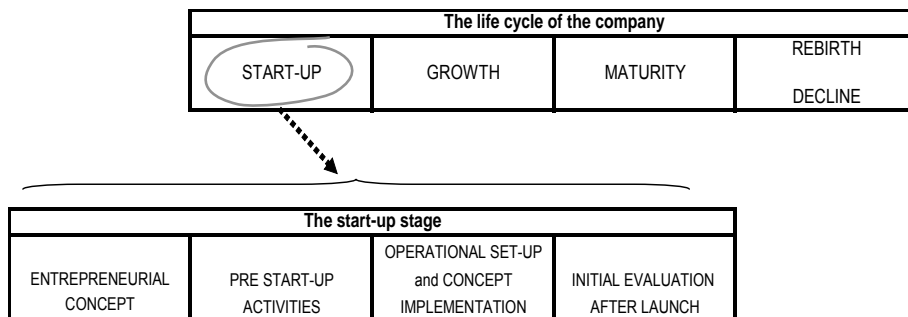 The life cycle of the company
START-UP GROWTH MATURITY REBIRTH
DECLINE
The start-up stage
ENTREPRENEURIAL CONCEPT
PRE START-UP ACTIVITIES
OPERATIONAL SET-UP and CONCEPT IMPLEMENTATION
INITIAL EVALUATION AFTER LAUNCH